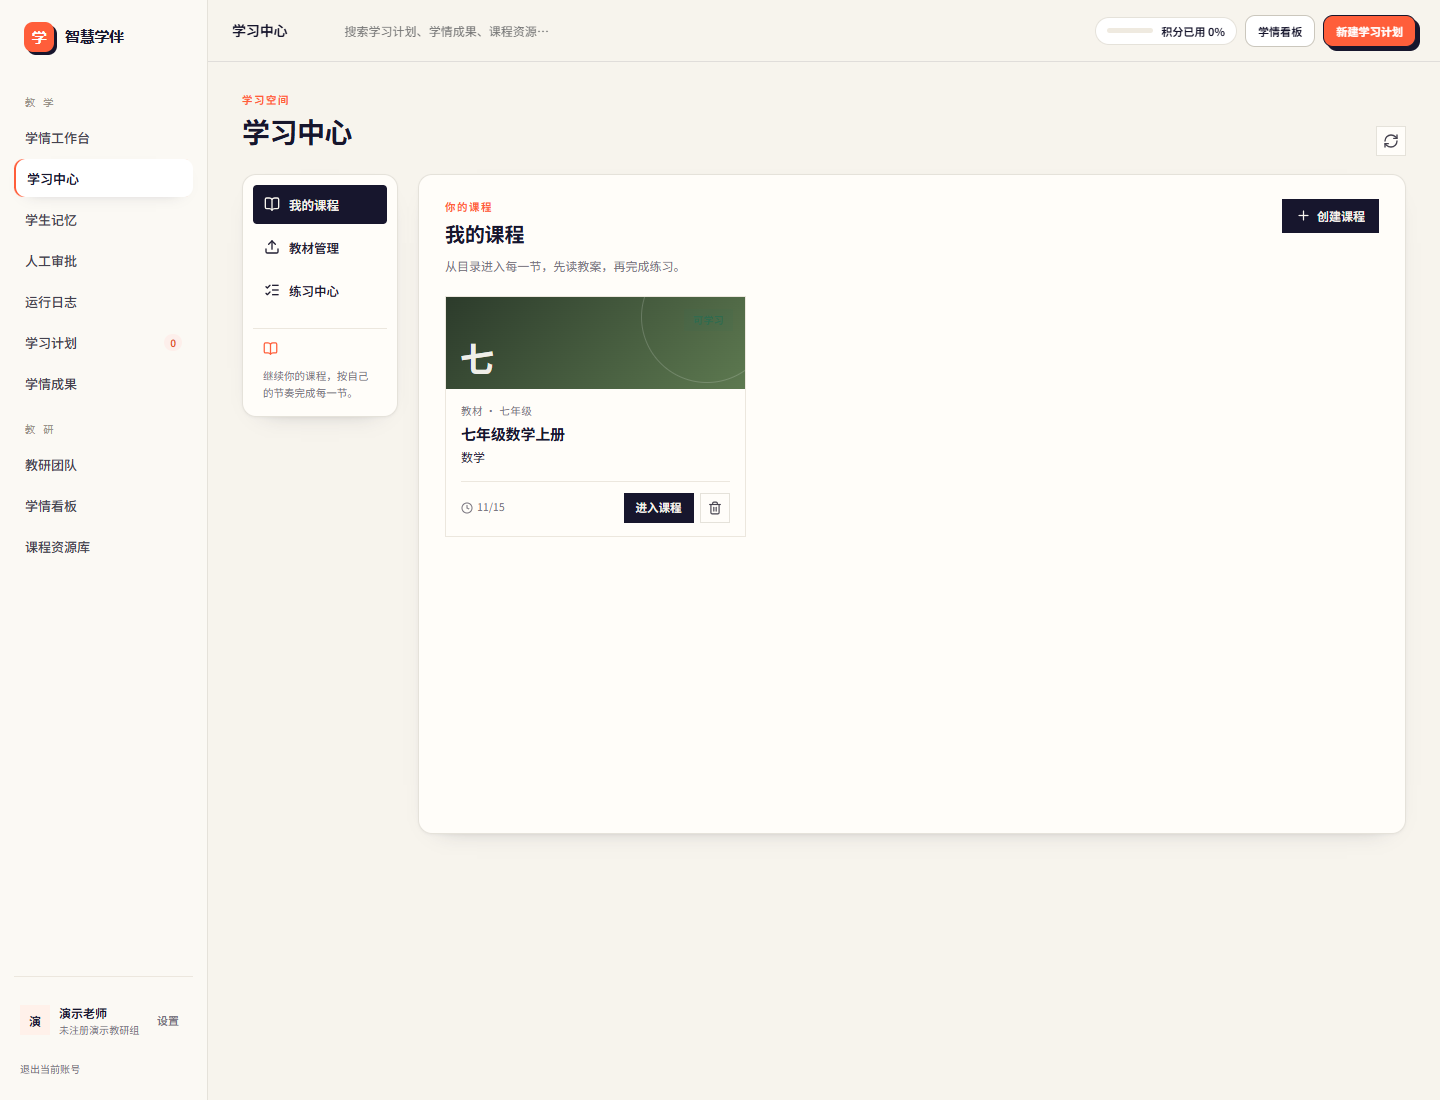 学 智慧学伴
教 学
学情工作台
学习中心
学生记忆
人工审批
运行日志
学习计划 0
学情成果
教 研
教研团队
学情看板
课程资源库
演 演示老师
未注册演示教研组
设置
退出当前账号
学习中心
搜索学习计划、学情成果、课程资源…
积分已用 0%
学情看板
新建学习计划
学习空间
学习中心
我的课程
教材管理
练习中心
继续你的课程，按自己
的节奏完成每一节。
你的课程
我的课程
从目录进入每一节，先读教案，再完成练习。
创建课程
七
教材 · 七年级
七年级数学上册
数学
11/15
进入课程